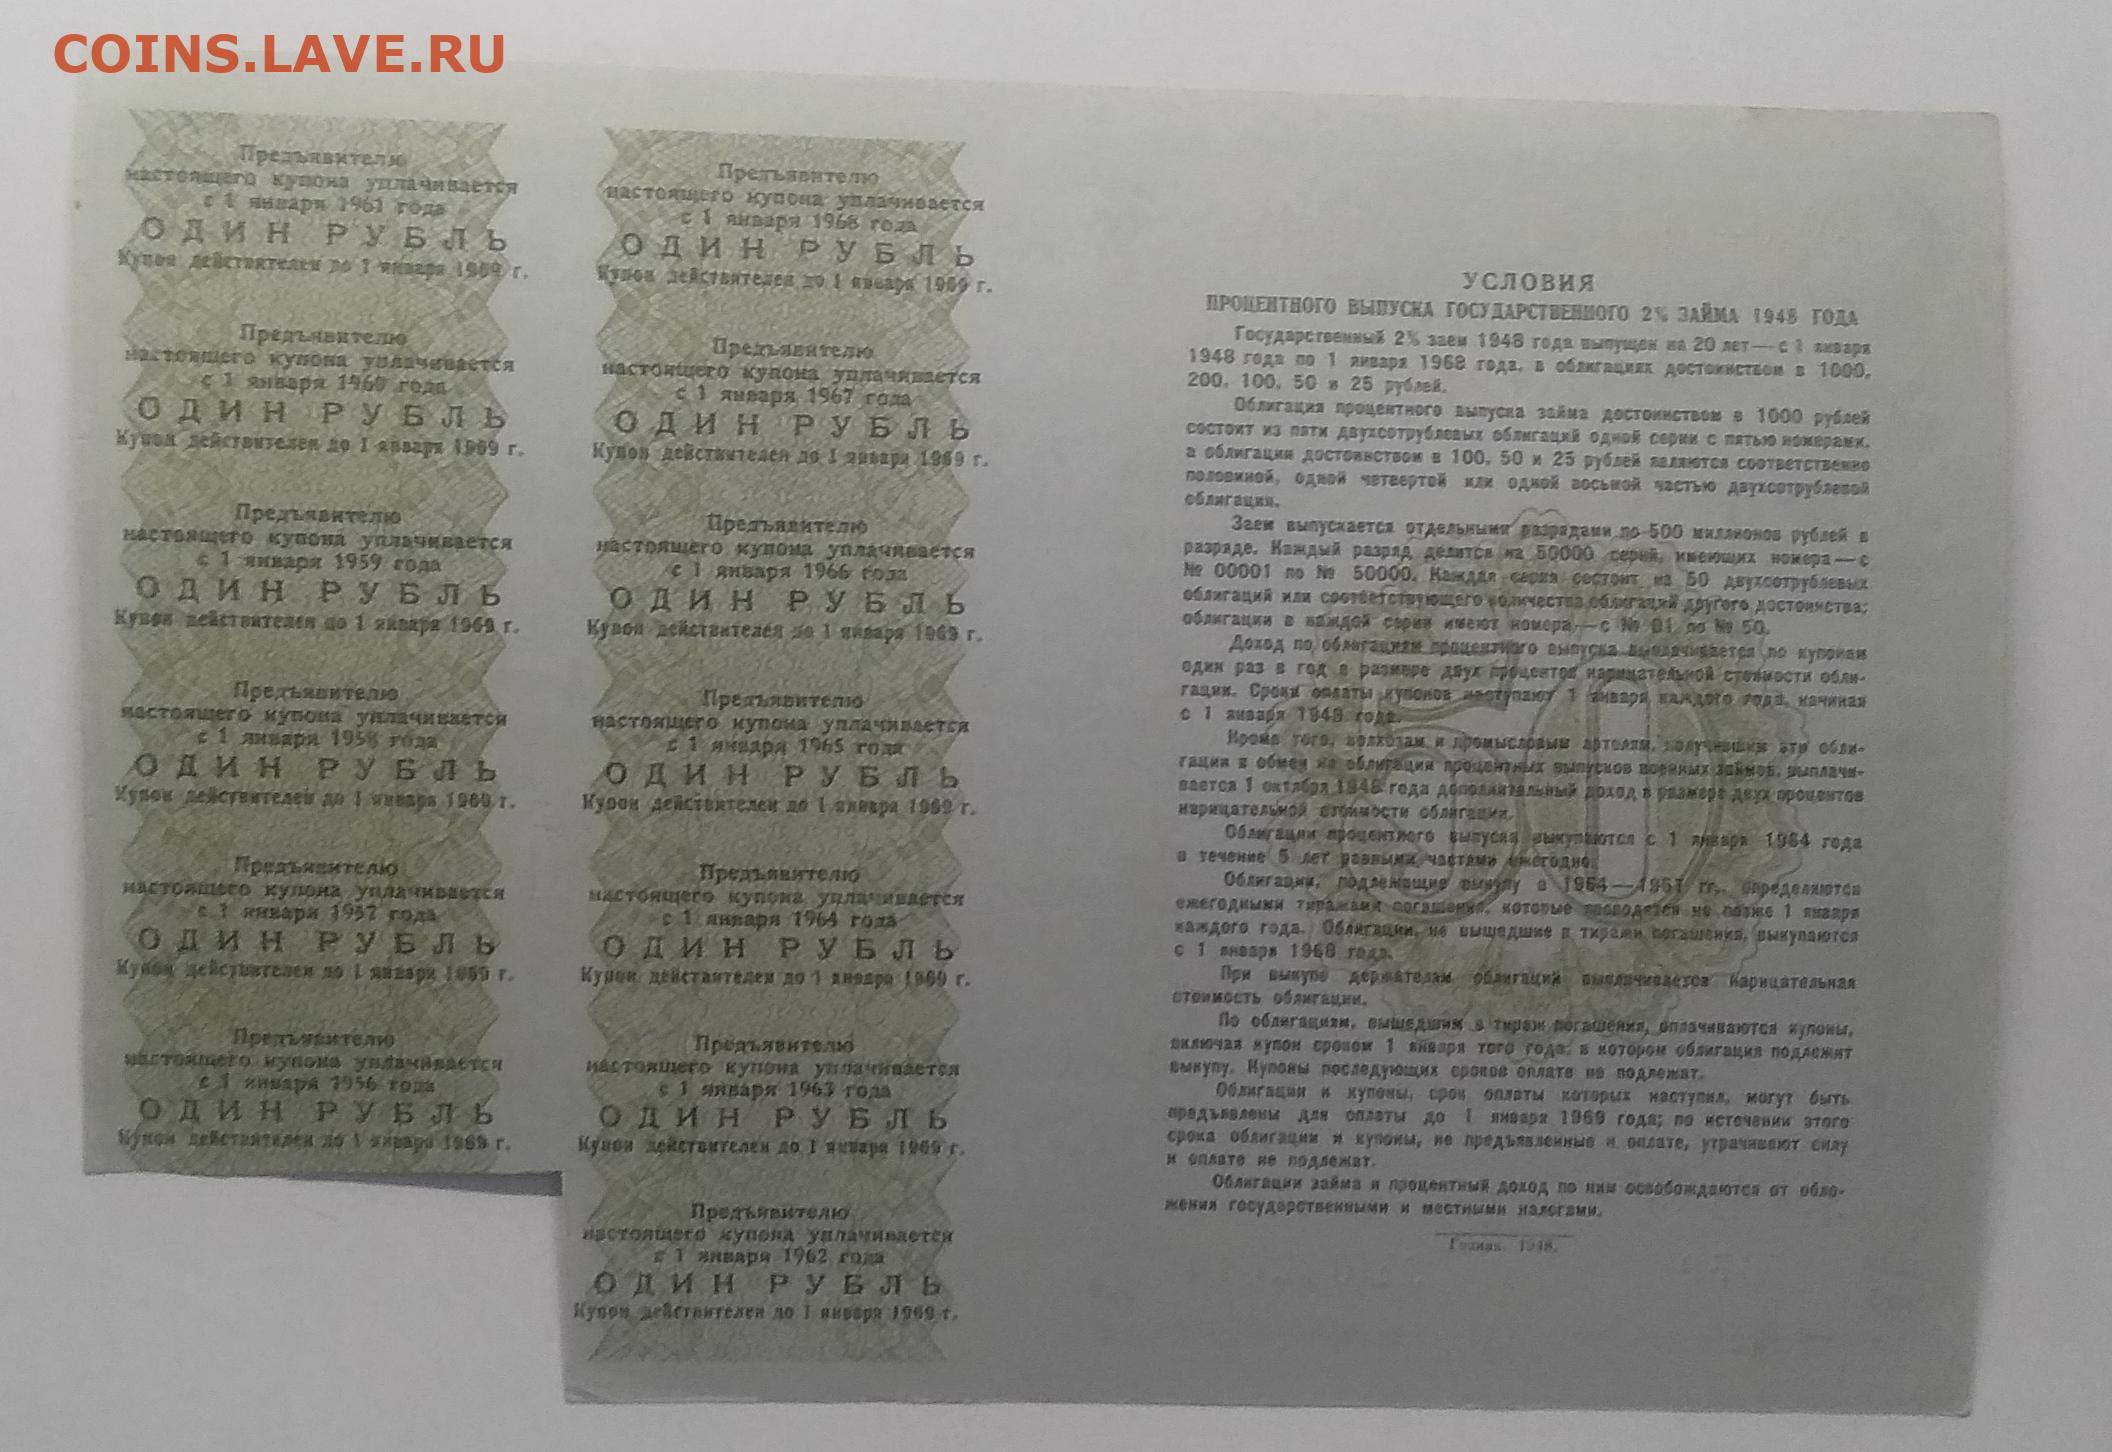 COINS.LAVE.RU
Предъявителю
настоящего купона уплачивается
с 1 января 1961 года
ОДИН РУБЛЬ
Купон действителен до 1 января 1969 г.
Предъявителю
настоящего купона уплачивается
с 1 января 1960 года
ОДИН РУБЛЬ
Купон действителен до 1 января 1969 г.
Предъявителю
настоящего купона уплачивается
с 1 января 1959 года
ОДИН РУБЛЬ
Купон действителен до 1 января 1969 г.
Предъявителю
настоящего купона уплачивается
с 1 января 1958 года
ОДИН РУБЛЬ
Купон действителен до 1 января 1969 г.
Предъявителю
настоящего купона уплачивается
с 1 января 1957 года
ОДИН РУБЛЬ
Купон действителен до 1 января 1969 г.
Предъявителю
настоящего купона уплачивается
с 1 января 1956 года
ОДИН РУБЛЬ
Купон действителен до 1 января 1969 г.
Предъявителю
настоящего купона уплачивается
с 1 января 1968 года
ОДИН РУБЛЬ
Купон действителен до 1 января 1969 г.
Предъявителю
настоящего купона уплачивается
с 1 января 1967 года
ОДИН РУБЛЬ
Купон действителен до 1 января 1969 г.
Предъявителю
настоящего купона уплачивается
с 1 января 1966 года
ОДИН РУБЛЬ
Купон действителен до 1 января 1969 г.
Предъявителю
настоящего купона уплачивается
с 1 января 1965 года
ОДИН РУБЛЬ
Купон действителен до 1 января 1969 г.
Предъявителю
настоящего купона уплачивается
с 1 января 1964 года
ОДИН РУБЛЬ
Купон действителен до 1 января 1969 г.
Предъявителю
настоящего купона уплачивается
с 1 января 1963 года
ОДИН РУБЛЬ
Купон действителен до 1 января 1969 г.
Предъявителю
настоящего купона уплачивается
с 1 января 1962 года
ОДИН РУБЛЬ
Купон действителен до 1 января 1969 г.
УСЛОВИЯ
ПРОЦЕНТНОГО ВЫПУСКА ГОСУДАРСТВЕННОГО 2% ЗАЙМА 1948 ГОДА
Государственный 2% заем 1948 года выпущен на 20 лет — с 1 января
1948 года по 1 января 1968 года, в облигациях достоинством в 1000,
200, 100, 50 и 25 рублей.
Облигация процентного выпуска займа достоинством в 1000 рублей
состоит из пяти двухсотрублевых облигаций одной серии с пятью номерами,
а облигации достоинством в 100, 50 и 25 рублей являются соответственно
половиной, одной четвертой или одной восьмой частью двухсотрублевой
облигации.
Заем выпускается отдельными разрядами по 500 миллионов рублей в
разряде. Каждый разряд делится на 50000 серий, имеющих номера — с
№ 00001 по № 50000. Каждая серия состоит из 50 двухсотрублевых
облигаций или соответствующего количества облигаций другого достоинства;
облигации в каждой серии имеют номера — с № 01 по № 50.
Доход по облигациям процентного выпуска выплачивается по купонам
один раз в год в размере двух процентов нарицательной стоимости обли-
гации. Сроки оплаты купонов наступают 1 января каждого года, начиная
с 1 января 1949 года.
Кроме того, колхозам и промысловым артелям, получившим эти обли-
гации в обмен на облигации процентных выпусков военных займов, выплачи-
вается 1 октября 1948 года дополнительный доход в размере двух процентов
нарицательной стоимости облигации.
Облигации процентного выпуска выкупаются с 1 января 1964 года
в течение 5 лет равными частями ежегодно.
Облигации, подлежащие выкупу в 1964—1967 гг., определяются
ежегодными тиражами погашения, которые проводятся не позже 1 января
каждого года. Облигации, не вышедшие в тиражи погашения, выкупаются
с 1 января 1968 года.
При выкупе держателям облигаций выплачивается нарицательная
стоимость облигации.
По облигациям, вышедшим в тираж погашения, оплачиваются купоны,
включая купон сроком 1 января того года, в котором облигация подлежит
выкупу. Купоны последующих сроков оплате не подлежат.
Облигации и купоны, срок оплаты которых наступил, могут быть
предъявлены для оплаты до 1 января 1969 года; по истечении этого
срока облигации и купоны, не предъявленные к оплате, утрачивают силу
и оплате не подлежат.
Облигации займа и процентный доход по ним освобождаются от обло-
жения государственными и местными налогами.
Гознак. 1948.
50